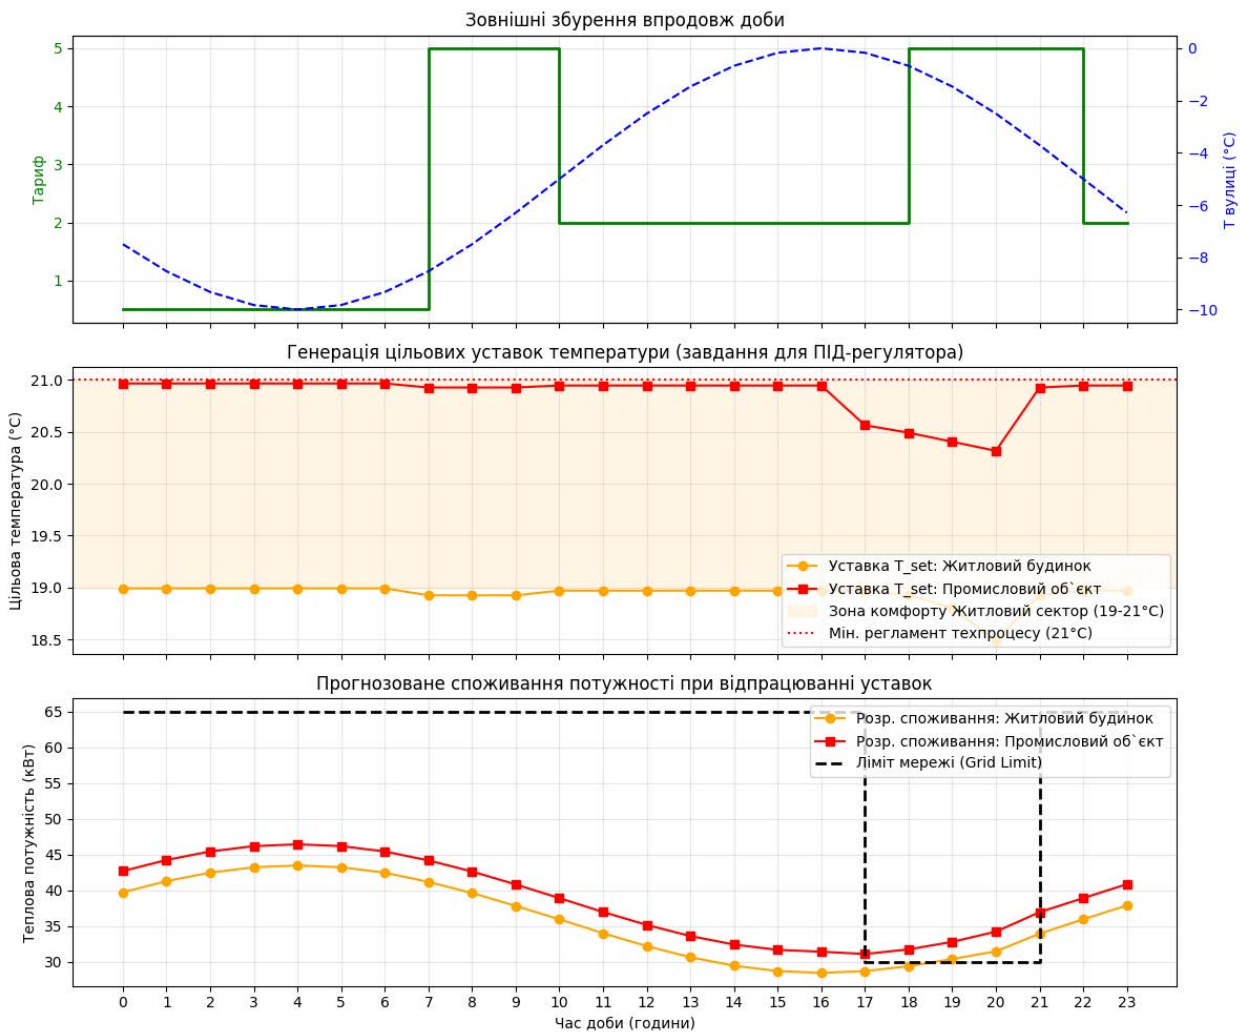 Зовнішні збурення впродовж доби
5
4
3
2
1
Тариф
0
−2
−4
−6
−8
−10
Т вулиці (°C)
Генерація цільових уставок температури (завдання для ПІД-регулятора)
21.0
20.5
20.0
19.5
19.0
18.5
Цільова температура (°C)
Уставка T_set: Житловий будинок
Уставка T_set: Промисловий об`єкт
Зона комфорту Житловий сектор (19-21°C)
Мін. регламент техпроцесу (21°C)
Прогнозоване споживання потужності при відпрацюванні уставок
65
60
55
50
45
40
35
30
Теплова потужність (кВт)
Розр. споживання: Житловий будинок
Розр. споживання: Промисловий об`єкт
Ліміт мережі (Grid Limit)
0 1 2 3 4 5 6 7 8 9 10 11 12 13 14 15 16 17 18 19 20 21 22 23
Час доби (години)